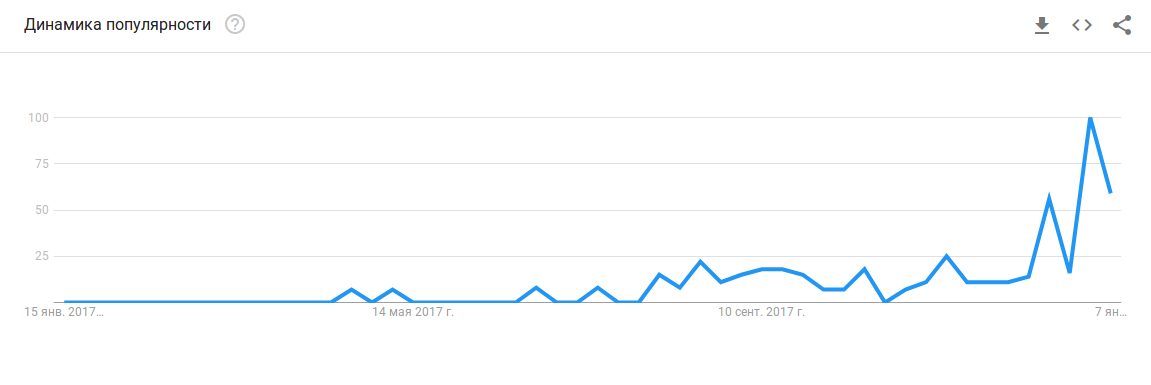 Динамика популярности
100
75
50
25
15 янв. 2017… 14 мая 2017 г. 10 сент. 2017 г. 7 ян…